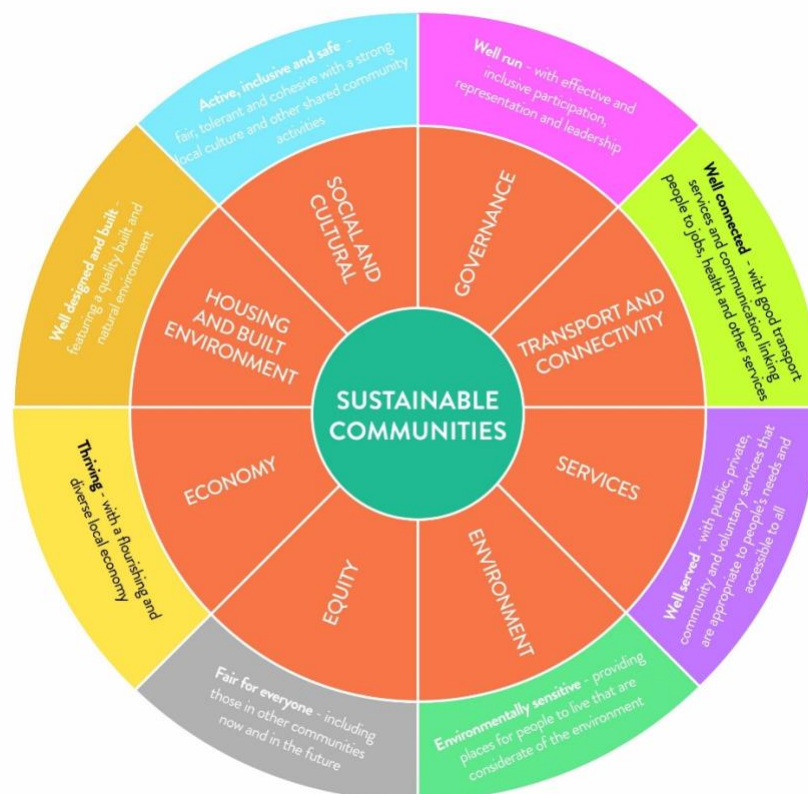 SUSTAINABLE
COMMUNITIES
GOVERNANCE
Well run - with effective and
inclusive participation,
representation and leadership
TRANSPORT AND
CONNECTIVITY
Well connected - with good transport
services and communication linking
people to jobs, health and other services
SERVICES
Well served - with public, private,
community and voluntary services that
are appropriate to people's needs and
accessible to all
ENVIRONMENT
Environmentally sensitive - providing
places for people to live that are
considerate of the environment
EQUITY
Fair for everyone - including
those in other communities
now and in the future
ECONOMY
Thriving - with a flourishing and
diverse local economy
HOUSING
AND BUILT
ENVIRONMENT
Well designed and built -
featuring a quality built and
natural environment
SOCIAL AND
CULTURAL
Active, inclusive and safe -
fair, tolerant and cohesive with a strong
local culture and other shared community
activities